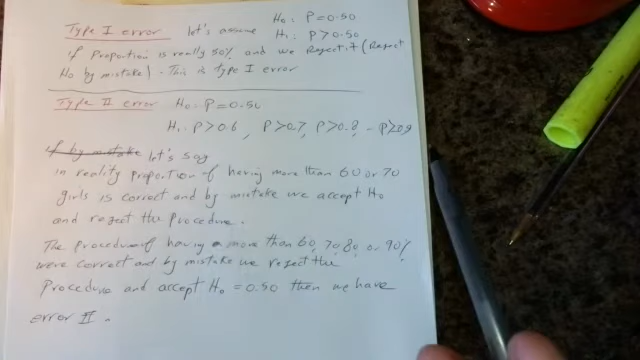 Type I error let's assume H₀: P=0.50
H₁: P>0.50
if Proportion is really 50% and we Reject it (Reject
H₀ by mistake) - This is type I error
Type II error H₀: P=0.50
H₁: P>0.6, P>0.7, P>0.8, - P>0.9
if by mistake let's say
in reality proportion of having more than 60 or 70
girls is correct and by mistake we accept H₀
and reject the procedure.
The procedure of having a more than 60, 70, 80, or 90%
were correct and by mistake we reject the
Procedure and accept H₀ = 0.50 then we have
error II.